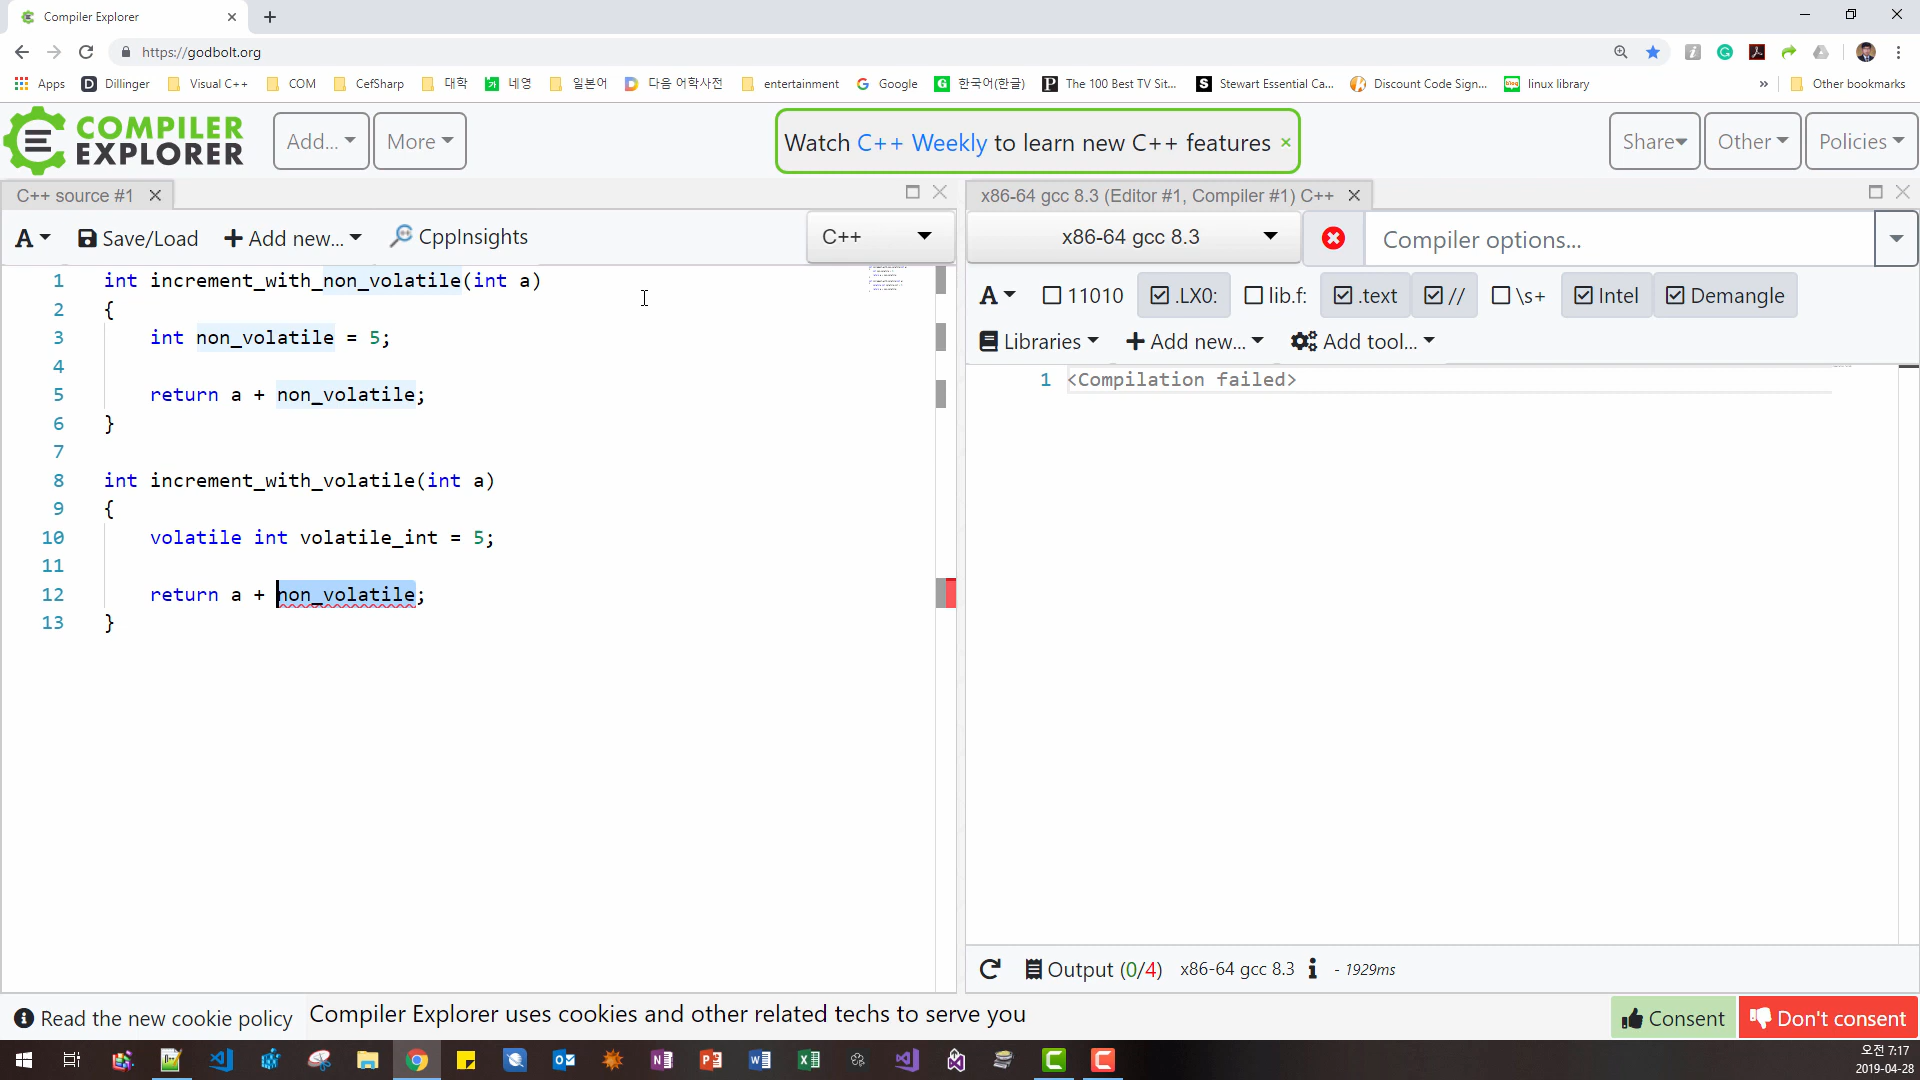 Compiler Explorer
https://godbolt.org
Apps Dillinger Visual C++ COM CefSharp 대학 네영 일본어 다음 어학사전 entertainment Google 한국어(한글) The 100 Best TV Sit... Stewart Essential Ca... Discount Code Sign... linux library » Other bookmarks
COMPILER
EXPLORER
Add... More Watch C++ Weekly to learn new C++ features × Share Other Policies
C++ source #1
A Save/Load + Add new... CppInsights C++
1 int increment_with_non_volatile(int a)
2 {
3 int non_volatile = 5;
4
5 return a + non_volatile;
6 }
7
8 int increment_with_volatile(int a)
9 {
10 volatile int volatile_int = 5;
11
12 return a + non_volatile;
13 }
x86-64 gcc 8.3 (Editor #1, Compiler #1) C++
x86-64 gcc 8.3 Compiler options...
A 11010 .LX0: lib.f: .text // \s+ Intel Demangle
Libraries + Add new... Add tool...
1 <Compilation failed>
Output (0/4) x86-64 gcc 8.3 i - 1929ms
Read the new cookie policy Compiler Explorer uses cookies and other related techs to serve you Consent Don't consent
오전 7:17
2019-04-28